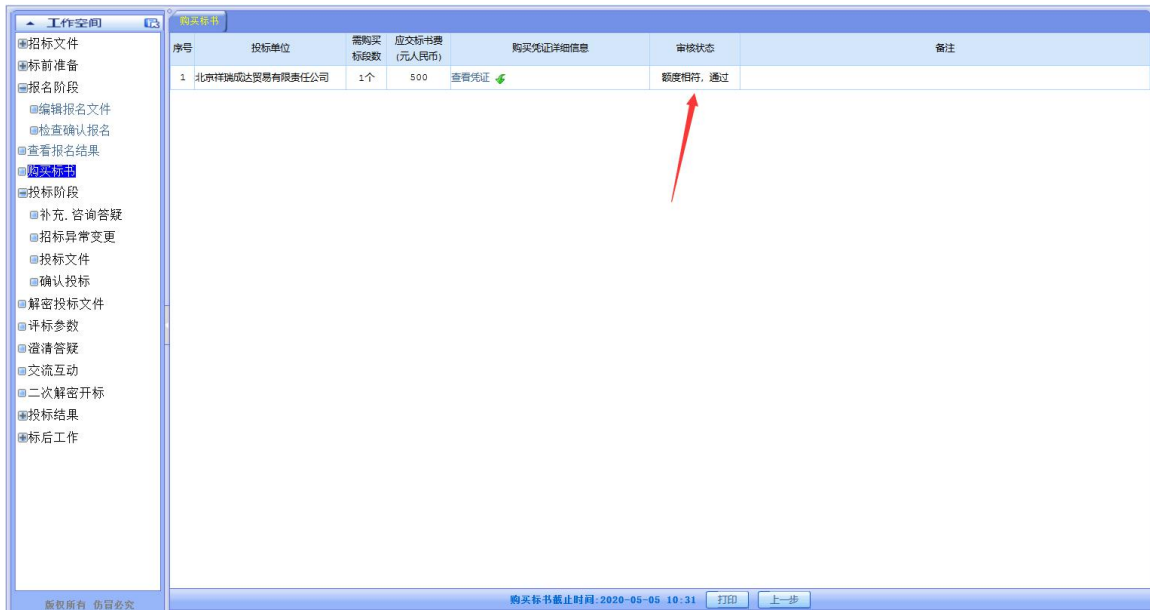 工作空间
招标文件
标前准备
报名阶段
编辑报名文件
检查确认报名
查看报名结果
购买标书
投标阶段
补充,咨询答疑
招标异常变更
投标文件
确认投标
解密投标文件
评标参数
澄清答疑
交流互动
二次解密开标
投标结果
标后工作
版权所有 仿冒必究
购买标书
序号 投标单位 需购买标段数 应交标书费(元人民币) 购买凭证详细信息 审核状态 备注
1 北京祥瑞成达贸易有限责任公司 1个 500 查看凭证 额度相符,通过
购买标书截止时间:2020-05-05 10:31 打印 上一步